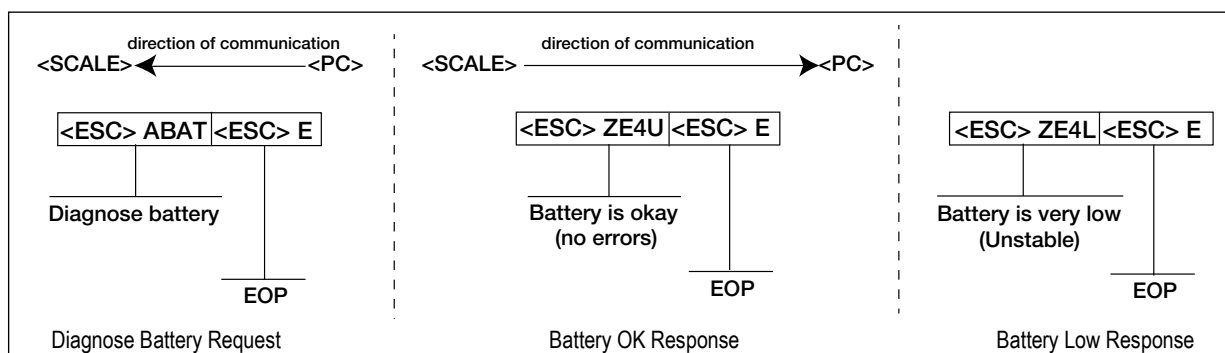 direction of communication
<SCALE> <PC>
<ESC> ABAT <ESC> E
Diagnose battery
EOP
Diagnose Battery Request
direction of communication
<SCALE> <PC>
<ESC> ZE4U <ESC> E
Battery is okay
(no errors)
EOP
Battery OK Response
<ESC> ZE4L <ESC> E
Battery is very low
(Unstable)
EOP
Battery Low Response